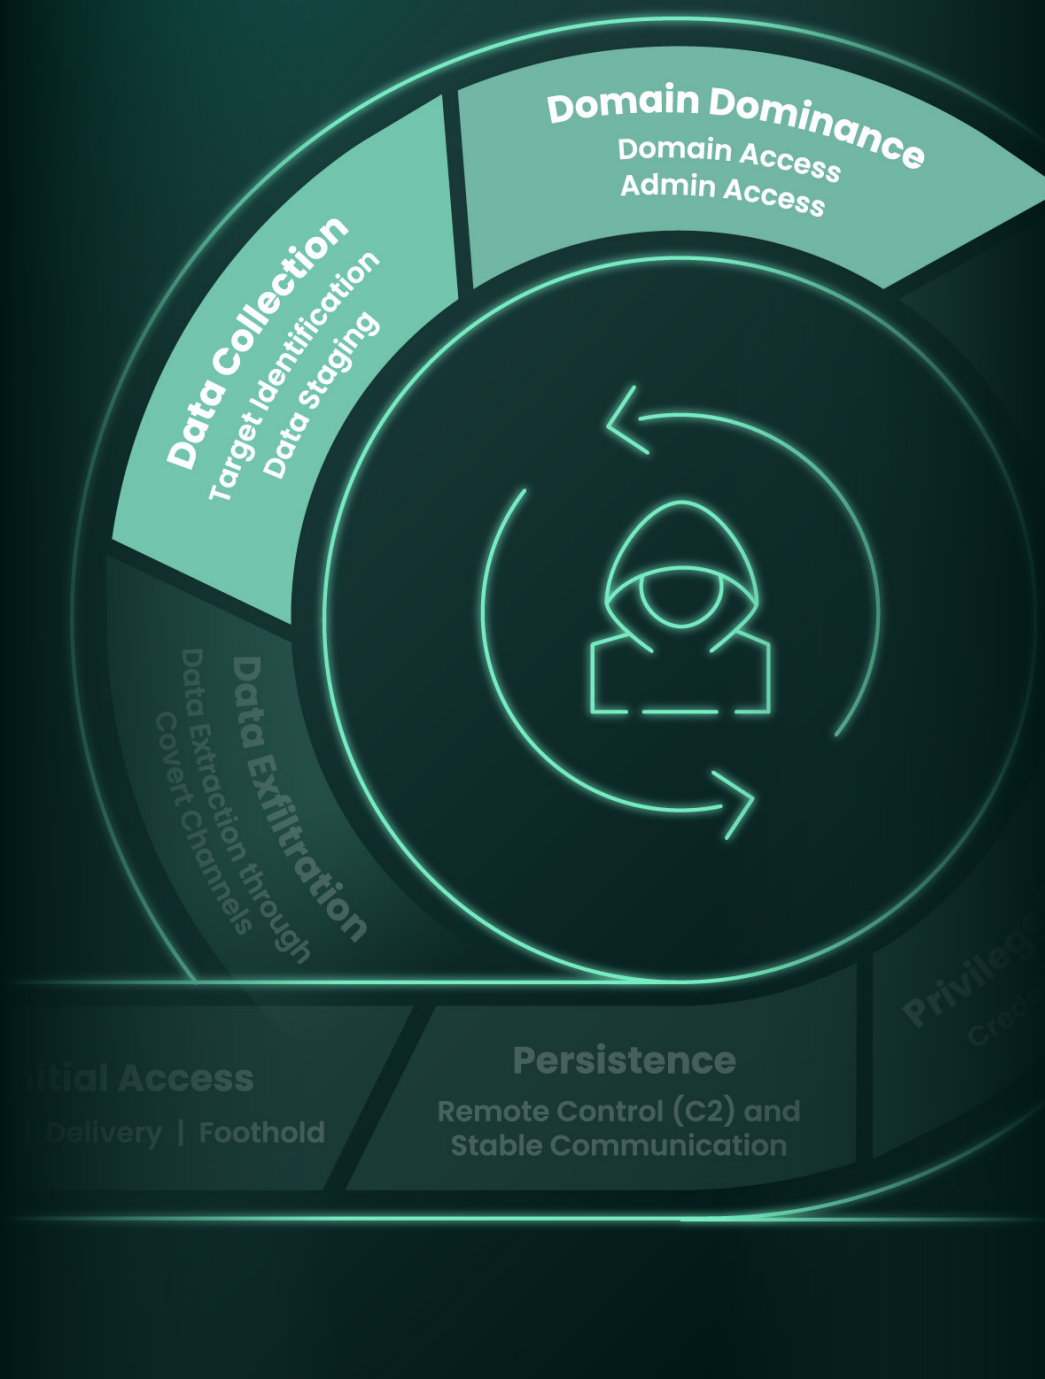 Domain Dominance
Domain Access
Admin Access
Data Collection
Target Identification
Data Staging
Data Exfiltration
Data Extraction through
Covert Channels
Access
| Delivery | Foothold
Persistence
Remote Control (C2) and
Stable Communication